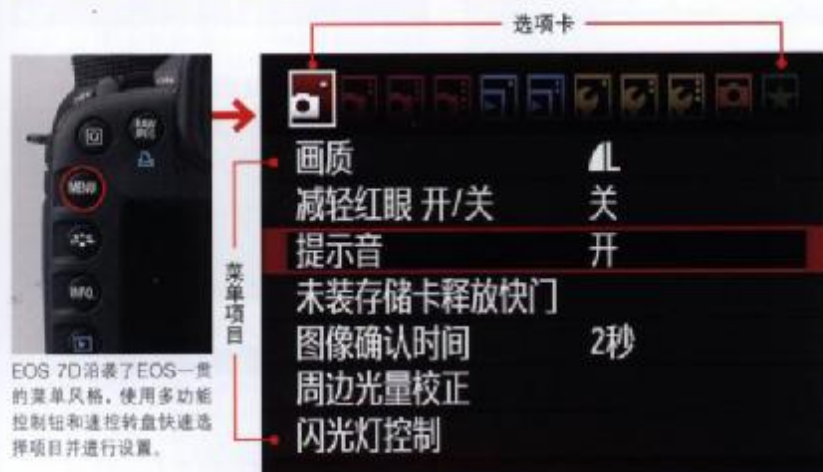 选项卡
RAW
JPEG
MENU
INFO.
画质 L
减轻红眼 开/关 关
提示音 开
未装存储卡释放快门
图像确认时间 2秒
周边光量校正
闪光灯控制
菜单项目
EOS 7D沿袭了EOS一贯
的菜单风格。使用多功能
控制钮和速控转盘快速选
择项目并进行设置。